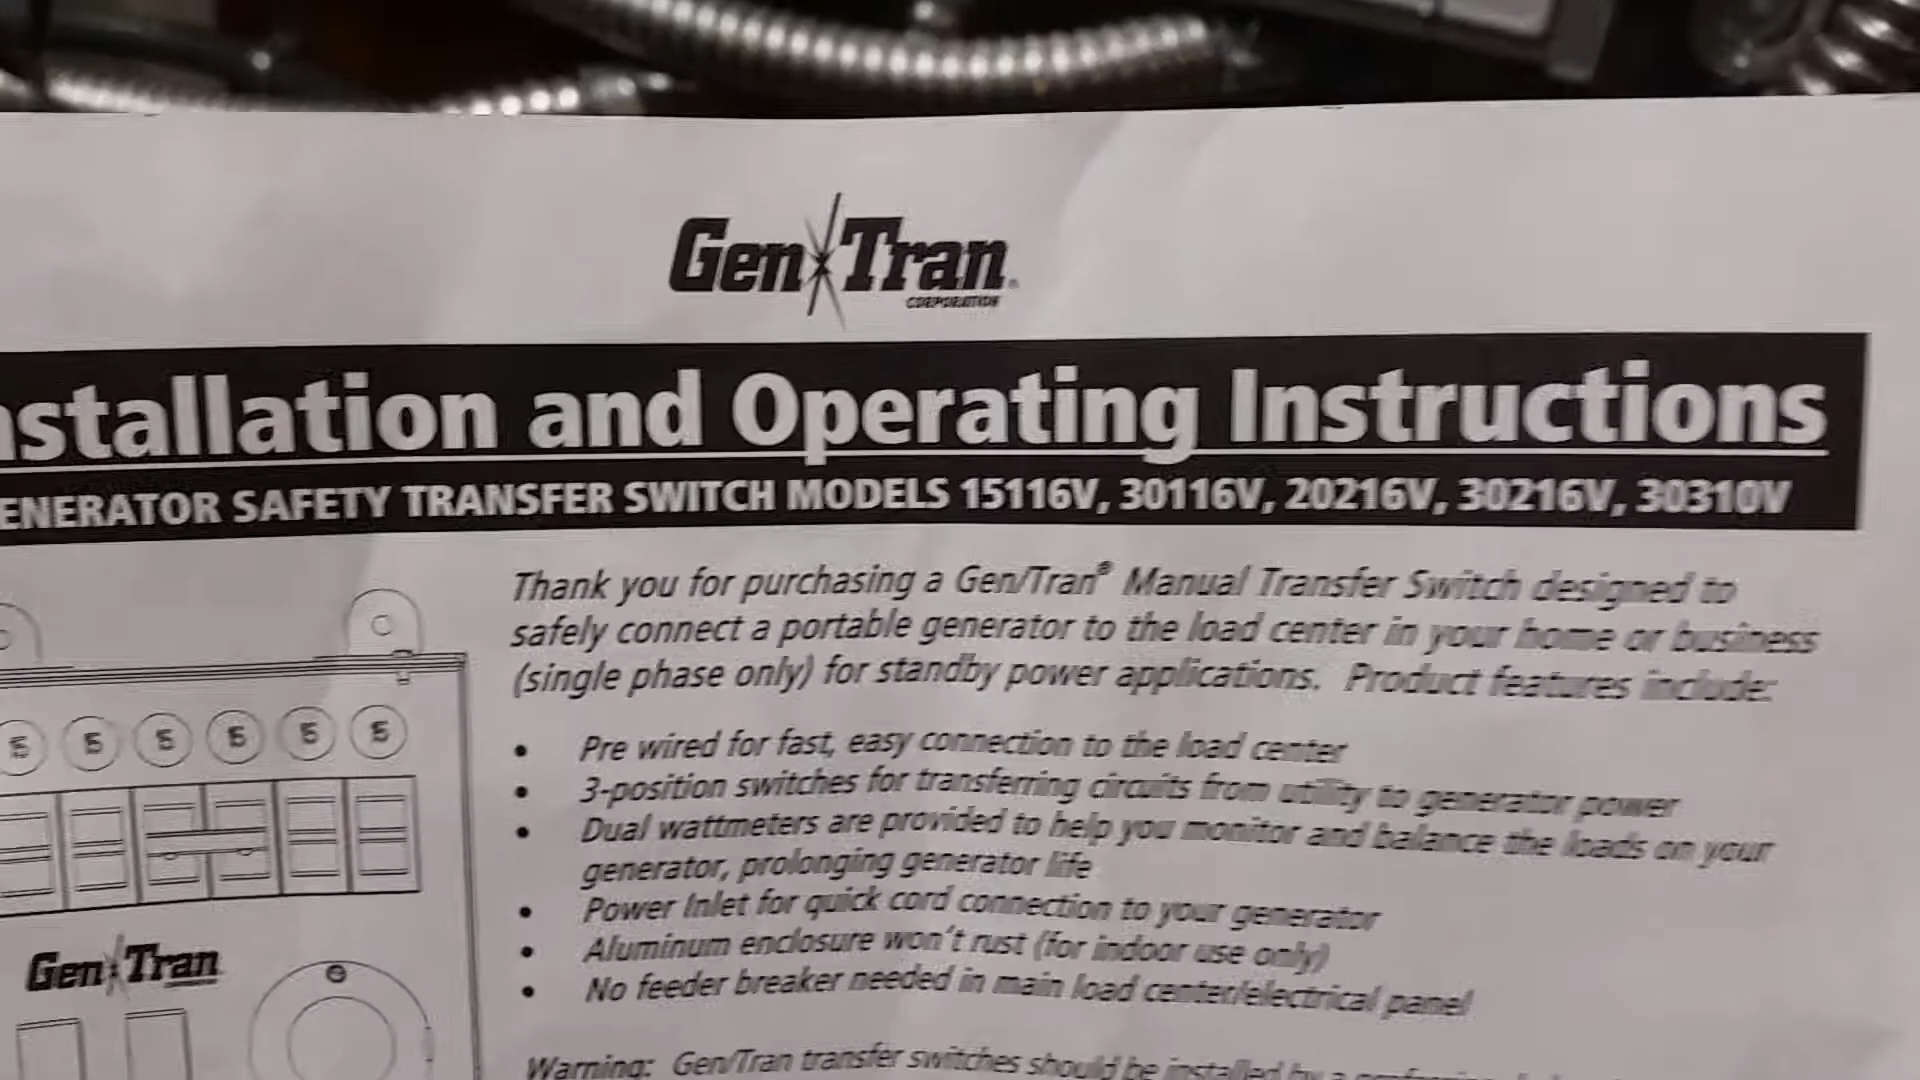 Gen Tran
CORPORATION
nstallation and Operating Instructions
ENERATOR SAFETY TRANSFER SWITCH MODELS 15116V, 30116V, 20216V, 30216V, 30310V
Thank you for purchasing a Gen/Tran® Manual Transfer Switch designed to
safely connect a portable generator to the load center in your home or business
(single phase only) for standby power applications. Product features include:
• Pre wired for fast, easy connection to the load center
• 3-position switches for transferring circuits from utility to generator power
• Dual wattmeters are provided to help you monitor and balance the loads on your
generator, prolonging generator life
• Power Inlet for quick cord connection to your generator
• Aluminum enclosure won't rust (for indoor use only)
• No feeder breaker needed in main load center/electrical panel
Warning: Gen/Tran transfer switches should be installed by a
15 15 15 15 15 15
Gen Tran